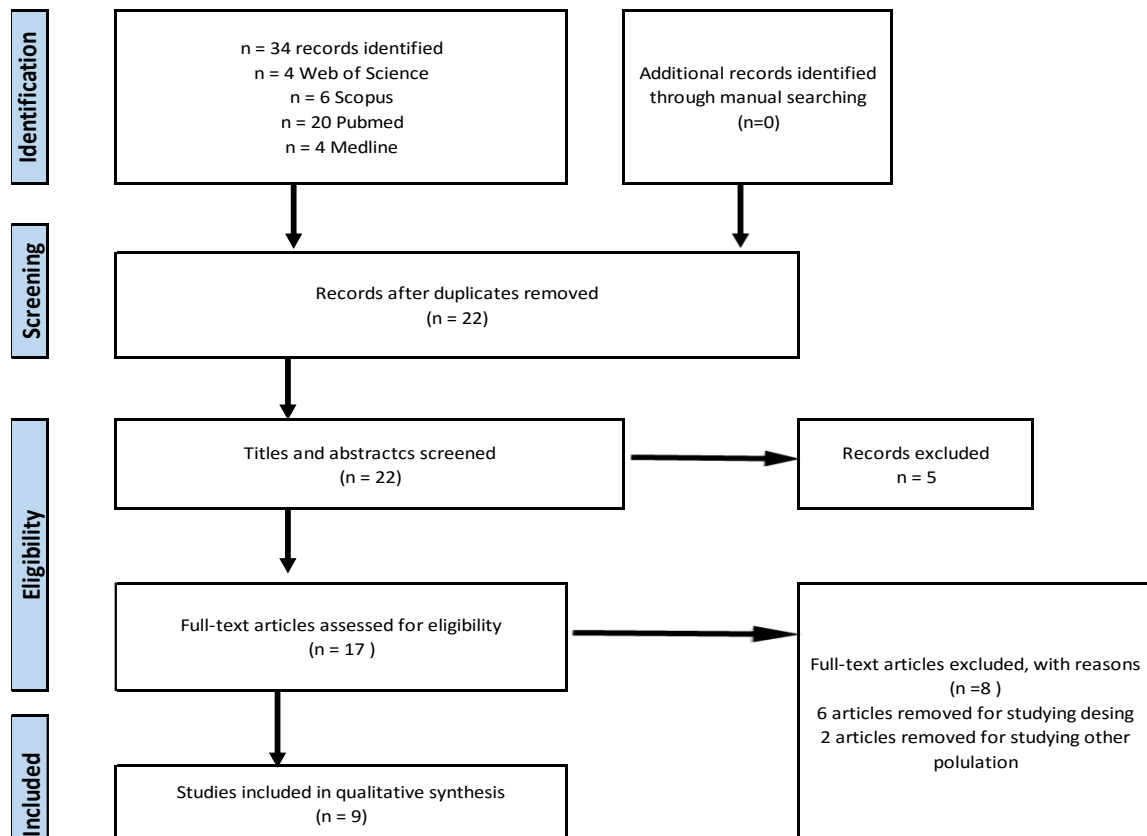 Identification
n = 34 records identified
n = 4 Web of Science
n = 6 Scopus
n = 20 Pubmed
n = 4 Medline
Additional records identified
through manual searching
(n=0)
Screening
Records after duplicates removed
(n = 22)
Eligibility
Titles and abstractcs screened
(n = 22)
Records excluded
n = 5
Full-text articles assessed for eligibility
(n = 17 )
Full-text articles excluded, with reasons
(n =8 )
6 articles removed for studying desing
2 articles removed for studying other
polulation
Included
Studies included in qualitative synthesis
(n = 9)